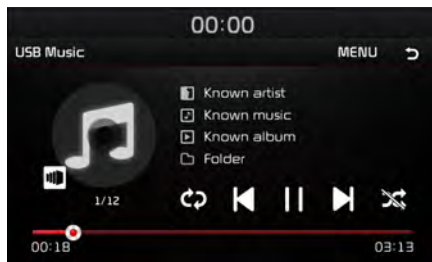 00:00
USB Music MENU
Known artist
Known music
Known album
Folder
1/12
00:18 03:13